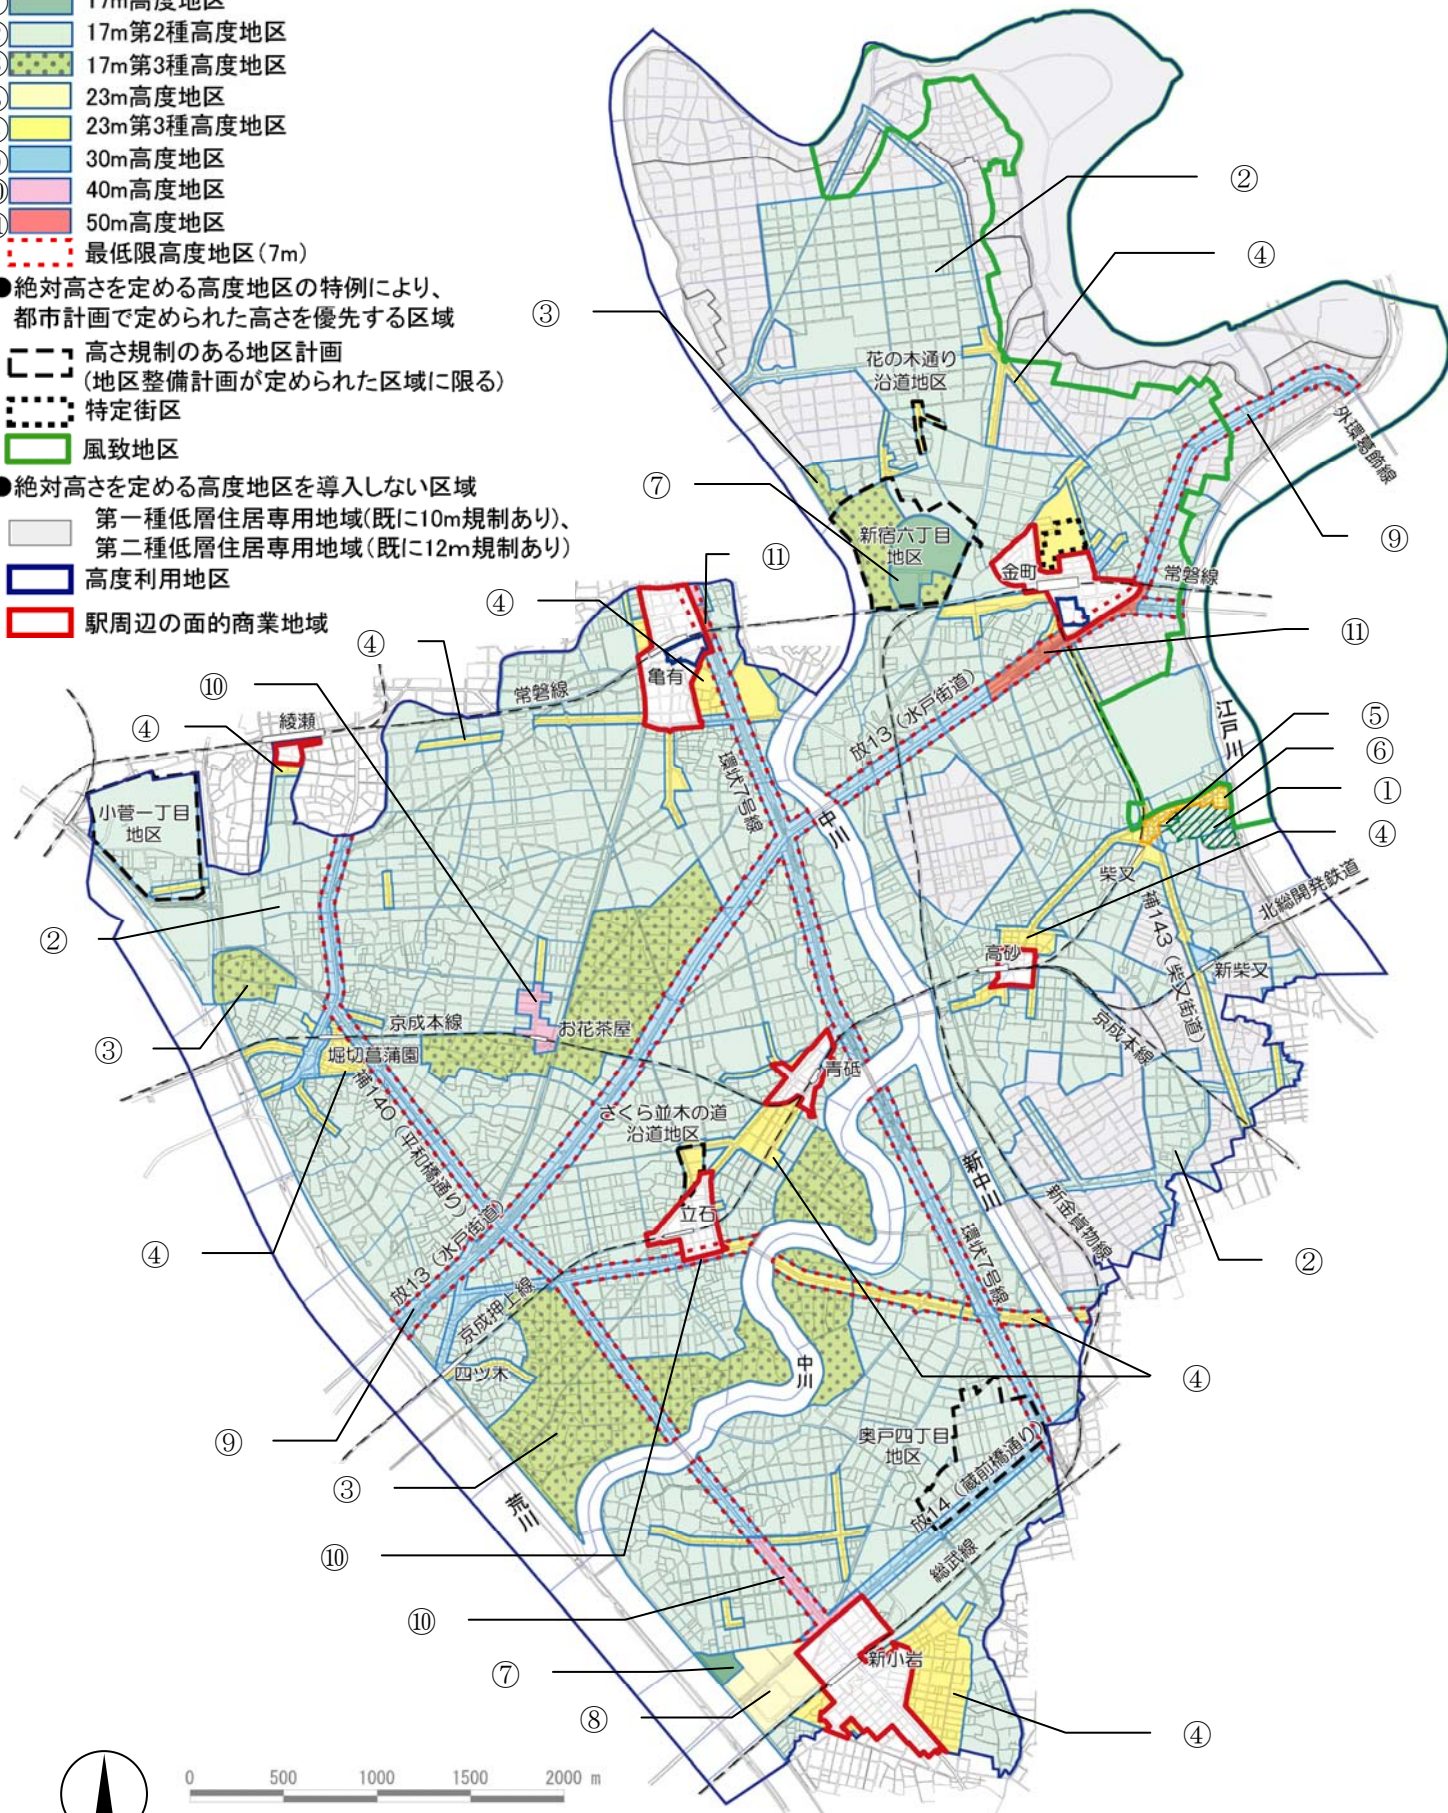 17m高度地区
17m第2種高度地区
17m第3種高度地区
23m高度地区
23m第3種高度地区
30m高度地区
40m高度地区
50m高度地区
最低限高度地区(7m)
●絶対高さを定める高度地区の特例により、
都市計画で定められた高さを優先する区域
高さ規制のある地区計画
(地区整備計画が定められた区域に限る)
特定街区
風致地区
●絶対高さを定める高度地区を導入しない区域
第一種低層住居専用地域(既に10m規制あり)、
第二種低層住居専用地域(既に12m規制あり)
高度利用地区
駅周辺の面的商業地域
②
④
③
花の木通り
沿道地区
外環葛飾線
⑦
⑨
新宿六丁目
地区
⑪
金町
常磐線
④
⑪
④
亀有
⑩
常磐線
放13(水戸街道)
江戸川
⑤
④
綾瀬
⑥
環状7号線
中川
①
小菅一丁目
地区
④
柴又
北総開発鉄道
補143(柴又街道)
②
高砂
新柴又
③
京成本線
お花茶屋
京成本線
堀切菖蒲園
青砥
補140(平和橋通り)
さくら並木の道
沿道地区
新中川
新金貨物線
立石
④
放13(水戸街道)
環状7号線
②
京成押上線
四ツ木
中川
④
⑨
奥戸四丁目
地区
③
放14(蔵前橋通り)
荒川
⑩
総武線
⑩
新小岩
⑦
⑧
④
0 500 1000 1500 2000 m